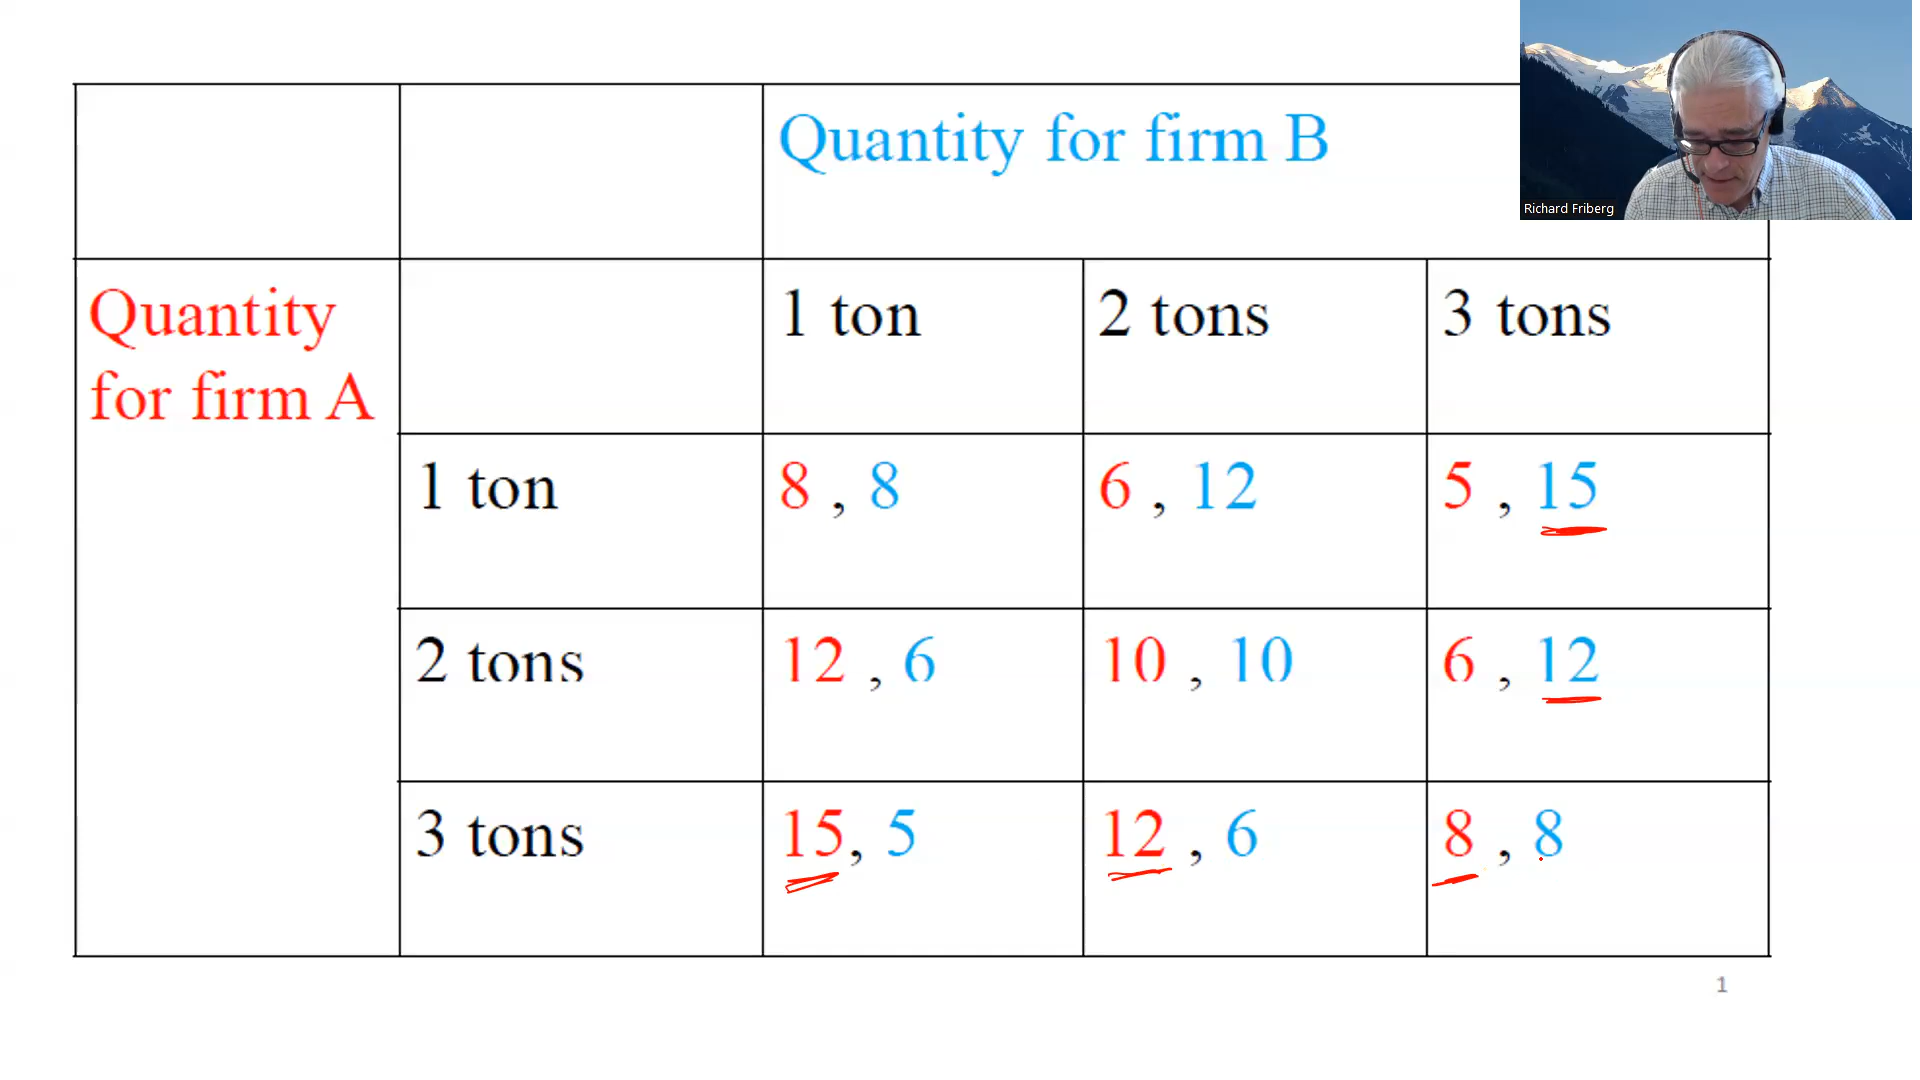 Quantity for firm B
Richard Friberg
Quantity
for firm A
1 ton
2 tons
3 tons
1 ton
8 , 8
6 , 12
5 , 15
2 tons
12 , 6
10 , 10
6 , 12
3 tons
15, 5
12 , 6
8 , 8
1